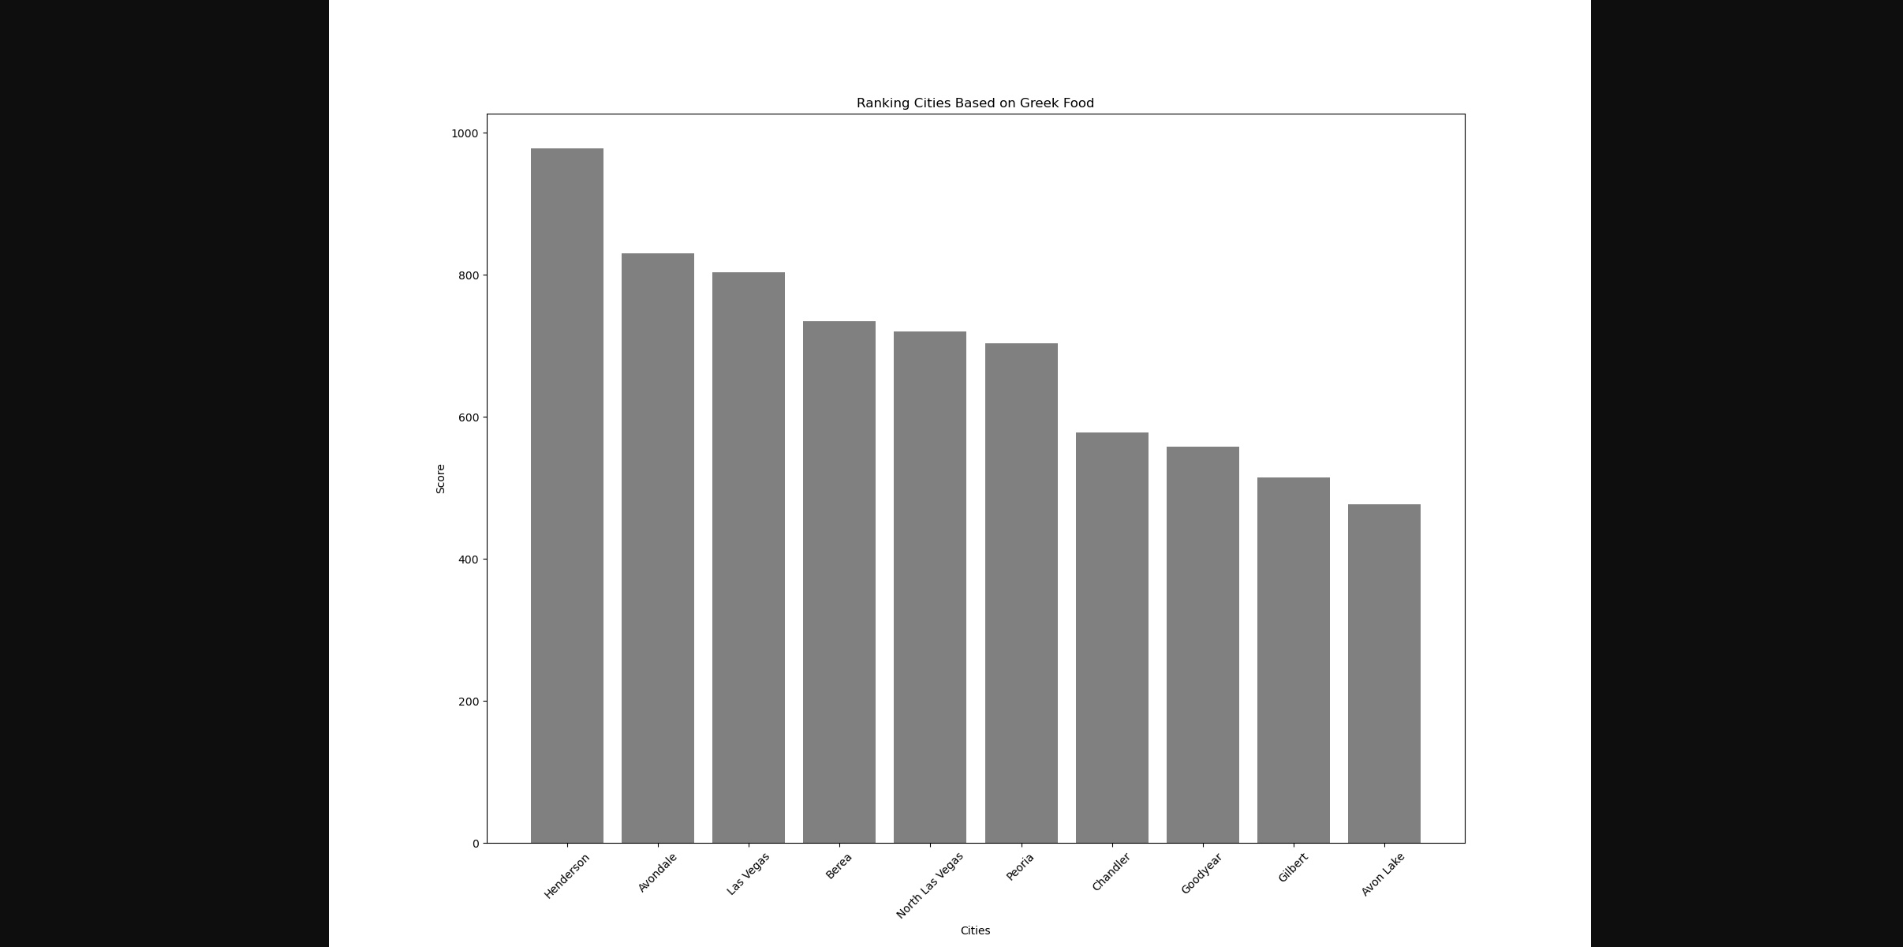 Ranking Cities Based on Greek Food
1000
800
600
400
200
0
Score
Henderson
Avondale
Las Vegas
Berea
North Las Vegas
Peoria
Chandler
Goodyear
Gilbert
Avon Lake
Cities